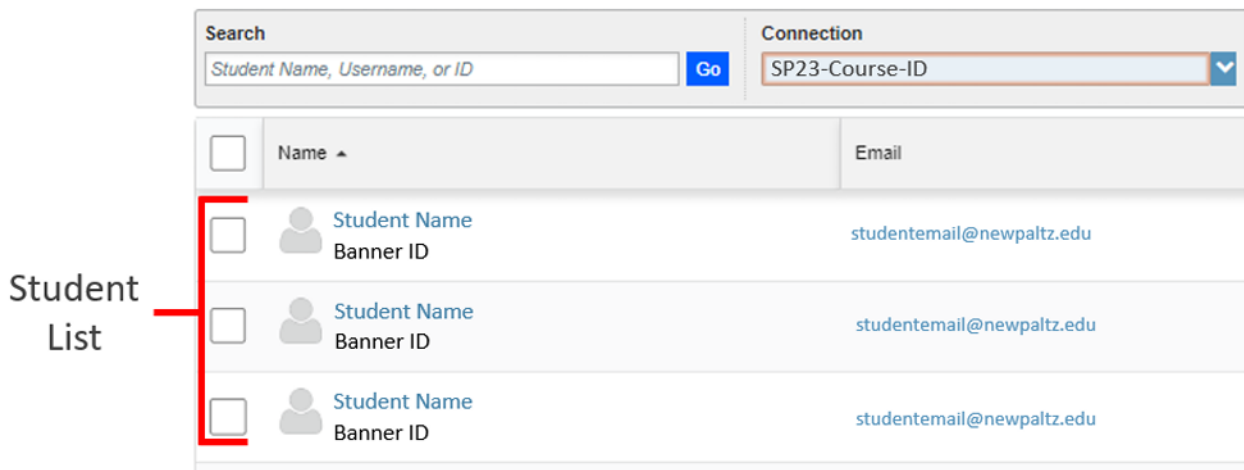 Search
Student Name, Username, or ID
Go
Connection
SP23-Course-ID
Name
Email
Student List
Student Name
Banner ID
studentemail@newpaltz.edu
Student Name
Banner ID
studentemail@newpaltz.edu
Student Name
Banner ID
studentemail@newpaltz.edu